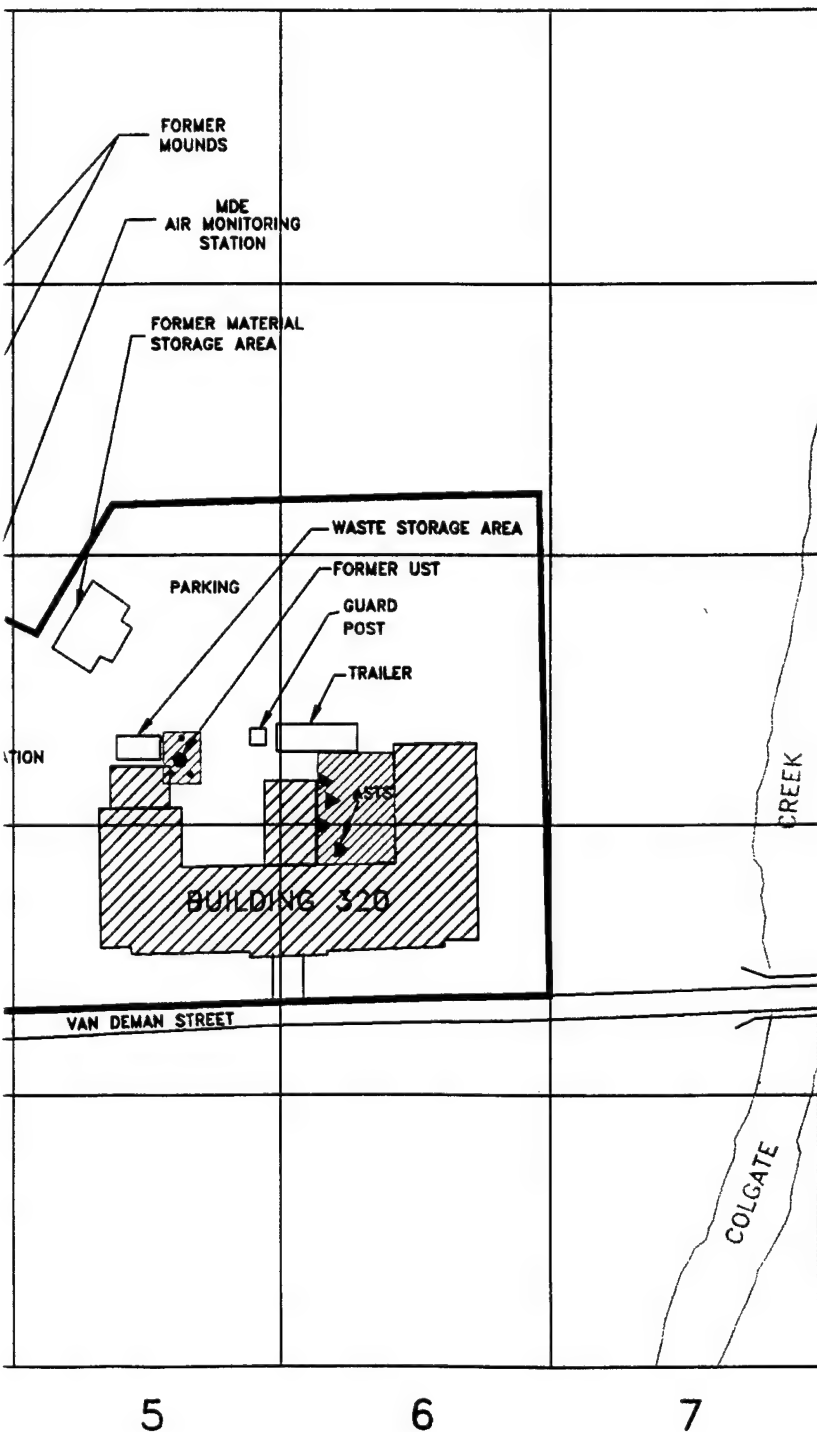 FORMER
MOUNDS
MDE
AIR MONITORING
STATION
FORMER MATERIAL
STORAGE AREA
WASTE STORAGE AREA
FORMER UST
PARKING
GUARD
POST
TRAILER
ATION
ASTS
CREEK
BUILDING 320
VAN DEMAN STREET
COLGATE
5 6 7